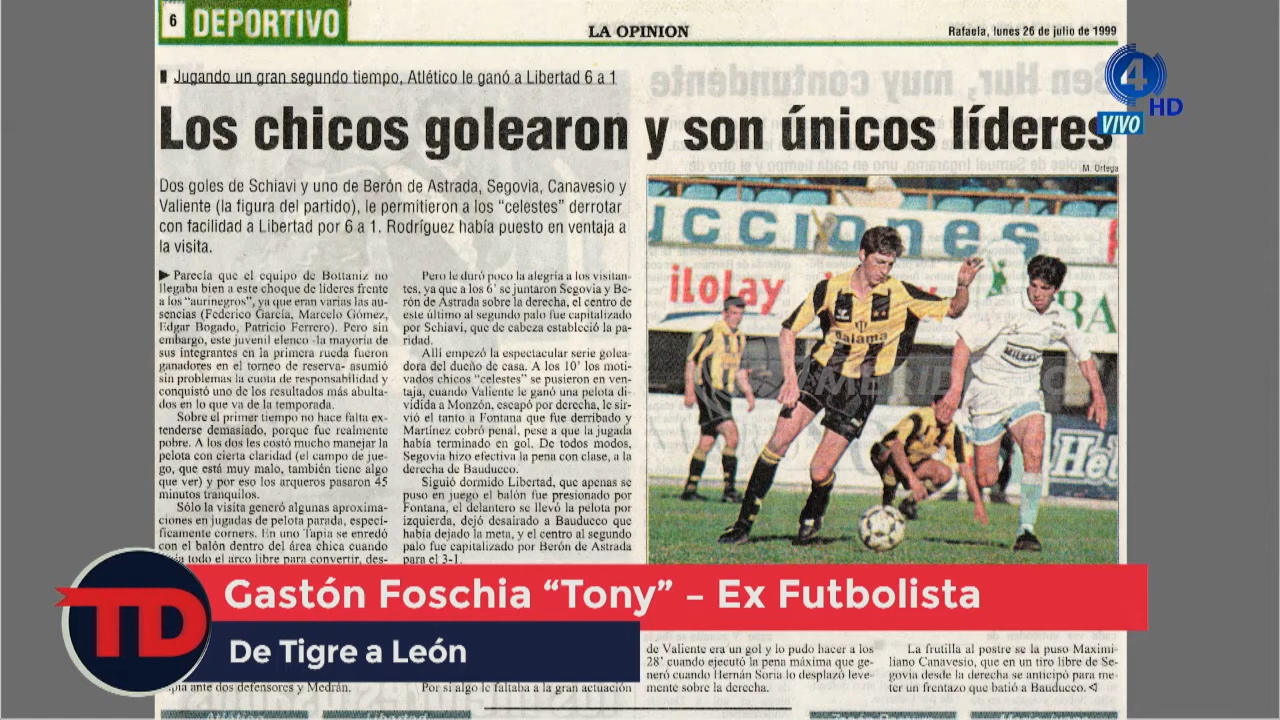 6 DEPORTIVO
LA OPINION
Rafaela, lunes 26 de julio de 1999
Jugando un gran segundo tiempo, Atlético le ganó a Libertad 6 a 1
Los chicos golearon y son únicos líderes
M. Ortega
4
HD
VIVO
Dos goles de Schiavi y uno de Berón de Astrada, Segovia, Canavesio y
Valiente (la figura del partido), le permitieron a los "celestes" derrotar
con facilidad a Libertad por 6 a 1. Rodríguez había puesto en ventaja a
la visita.
Parecía que el equipo de Bottaniz no
llegaba bien a este choque de líderes frente
a los "aurinegros", ya que eran varias las au-
sencias (Federico García, Marcelo Gómez,
Edgar Bogado, Patricio Ferrero). Pero sin
embargo, este juvenil elenco -la mayoría de
sus integrantes en la primera rueda fueron
ganadores en el torneo de reserva- asumió
sin problemas la cuota de responsabilidad y
conquistó uno de los resultados más abulta-
dos en lo que va de la temporada.
Sobre el primer tiempo no hace falta ex-
tenderse demasiado, porque fue realmente
pobre. A los dos les costó mucho manejar la
pelota con cierta claridad (el campo de jue-
go, que está muy malo, también tiene algo
que ver) y por eso los arqueros pasaron 45
minutos tranquilos.
Sólo la visita generó algunas aproxima-
ciones en jugadas de pelota parada, especí-
ficamente corners. En uno Tapia se enredó
con el balón dentro del área chica cuando
todo el arco libre para convertir, des-
Pero le duró poco la alegría a los visitan-
tes, ya que a los 6' se juntaron Segovia y Be-
rón de Astrada sobre la derecha, el centro de
este último al segundo palo fue capitalizado
por Schiavi, que de cabeza estableció la pa-
ridad.
Allí empezó la espectacular serie golea-
dora del dueño de casa. A los 10' los mo-
tivados chicos "celestes" se pusieron en ven-
taja, cuando Valiente le ganó una pelota di-
vidida a Monzón, escapó por derecha, le sir-
vió el tanto a Fontana que fue derribado y
Martínez cobró penal, pese a que la jugada
había terminado en gol. De todos modos,
Segovia hizo efectiva la pena con clase, a la
derecha de Bauducco.
Siguió dormido Libertad, que apenas se
puso en juego el balón fue presionado por
Fontana, el delantero se llevó la pelota por
izquierda, dejó desairado a Bauducco que
había dejado la meta, y el centro al segundo
palo fue capitalizado por Berón de Astrada
para el 3-1.
ucciones
iLoLay
BA
Salama
MILKAUT
TD
Gastón Foschia “Tony” – Ex Futbolista
De Tigre a León
ante dos defensores y Medrán.
Por si algo le faltaba a la gran actuación
de Valiente era un gol y lo pudo hacer a los
28' cuando ejecutó la pena máxima que ge-
neró cuando Hernán Soria lo desplazó leve-
mente sobre la derecha.
La frutilla al postre se la puso Maximi-
liano Canavesio, que en un tiro libre de Se-
govia desde la derecha se anticipó para me-
ter un frentazo que batió a Bauducco.